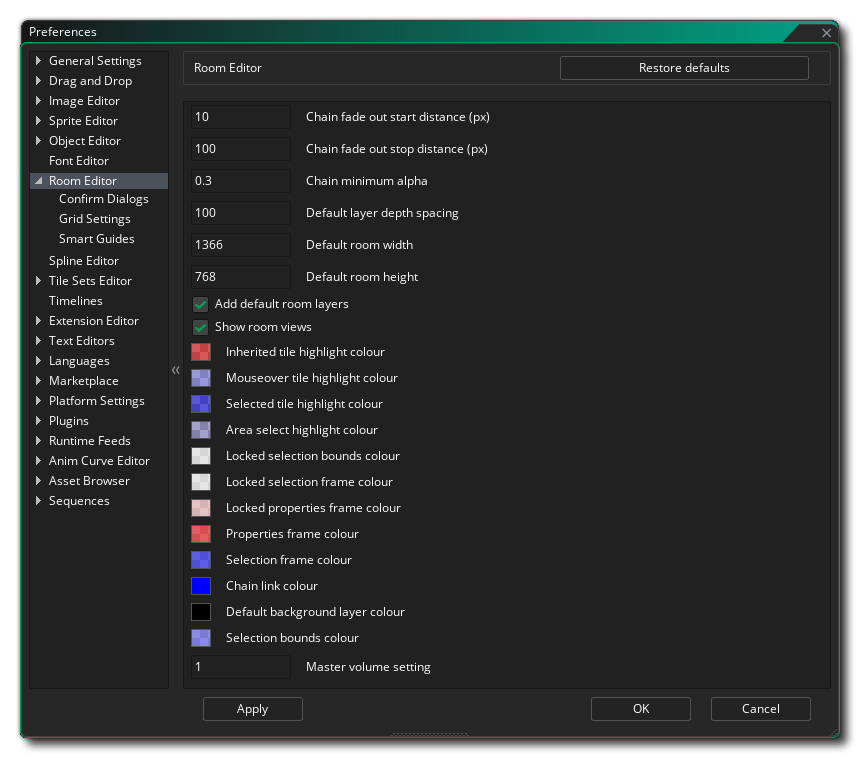 Preferences
General Settings
Drag and Drop
Image Editor
Sprite Editor
Object Editor
Font Editor
Room Editor
Confirm Dialogs
Grid Settings
Smart Guides
Spline Editor
Tile Sets Editor
Timelines
Extension Editor
Text Editors
Languages
Marketplace
Platform Settings
Plugins
Runtime Feeds
Anim Curve Editor
Asset Browser
Sequences
Room Editor
Restore defaults
10 Chain fade out start distance (px)
100 Chain fade out stop distance (px)
0.3 Chain minimum alpha
100 Default layer depth spacing
1366 Default room width
768 Default room height
Add default room layers
Show room views
Inherited tile highlight colour
Mouseover tile highlight colour
Selected tile highlight colour
Area select highlight colour
Locked selection bounds colour
Locked selection frame colour
Locked properties frame colour
Properties frame colour
Selection frame colour
Chain link colour
Default background layer colour
Selection bounds colour
1 Master volume setting
Apply
OK
Cancel